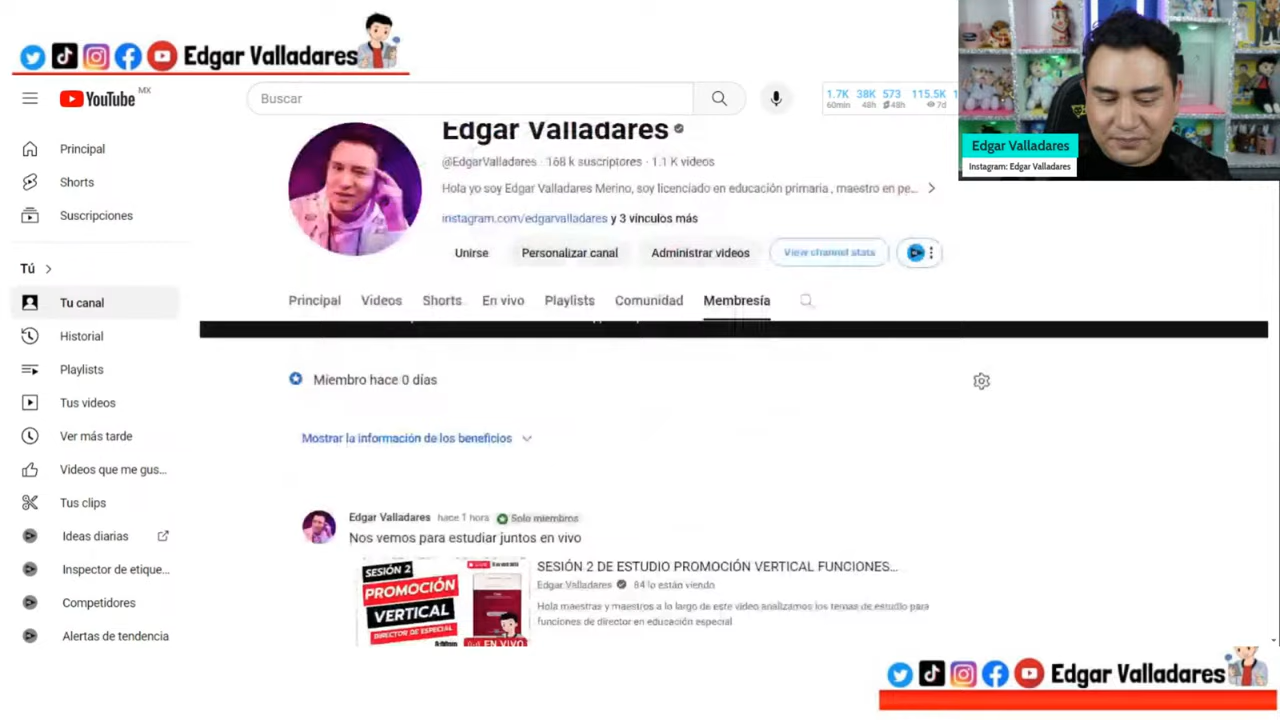 Edgar Valladares
YouTube MX
Buscar
1.7K 38K 573 115.5K
60min 48h 48h 7d
Edgar Valladares
Instagram: Edgar Valladares
Principal
Shorts
Suscripciones
Tú
Tu canal
Historial
Playlists
Tus videos
Ver más tarde
Videos que me gus...
Tus clips
Ideas diarias
Inspector de etique...
Competidores
Alertas de tendencia
Edgar Valladares
@EdgarValladares · 168 k suscriptores · 1.1 K videos
Hola yo soy Edgar Valladares Merino, soy licenciado en educación primaria , maestro en pe...
instagram.com/edgarvalladares y 3 vínculos más
Unirse Personalizar canal Administrar videos View channel stats
Principal Videos Shorts En vivo Playlists Comunidad Membresía
Miembro hace 0 días
Mostrar la información de los beneficios
Edgar Valladares hace 1 hora Solo miembros
Nos vemos para estudiar juntos en vivo
SESIÓN 2
PROMOCIÓN
VERTICAL
DIRECTOR DE ESPECIAL
EN VIVO
SESIÓN 2 DE ESTUDIO PROMOCIÓN VERTICAL FUNCIONES...
Edgar Valladares 84 lo están viendo
Hola maestras y maestros a lo largo de este video analizamos los temas de estudio para
funciones de director en educación especial
Edgar Valladares